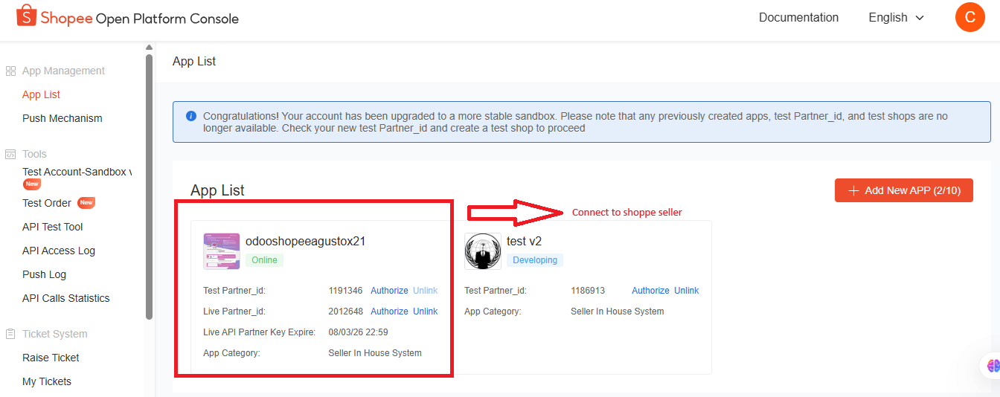 Shopee Open Platform Console
Documentation
English
C
App Management
App List
Push Mechanism
Tools
Test Account-Sandbox v
New
Test Order New
API Test Tool
API Access Log
Push Log
API Calls Statistics
Ticket System
Raise Ticket
My Tickets
App List
Congratulations! Your account has been upgraded to a more stable sandbox. Please note that any previously created apps, test Partner_id, and test shops are no
longer available. Check your new test Partner_id and create a test shop to proceed
App List
Add New APP (2/10)
Connect to shoppe seller
odooshopeeagustox21
Online
Test Partner_id: 1191346 Authorize Unlink
Live Partner_id: 2012648 Authorize Unlink
Live API Partner Key Expire: 08/03/26 22:59
App Category: Seller In House System
test v2
Developing
Test Partner_id: 1186913 Authorize Unlink
App Category: Seller In House System